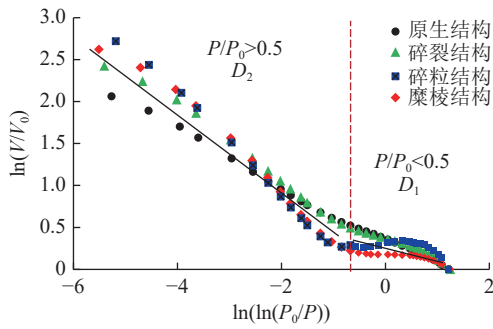 3.0
2.5
2.0
1.5
1.0
0.5
0
ln(V/V₀)
P/P₀>0.5
D₂
● 原生结构
▲ 碎裂结构
■ 碎粒结构
◆ 糜棱结构
P/P₀<0.5
D₁
−6 −4 −2 0 2
ln(ln(P₀/P))